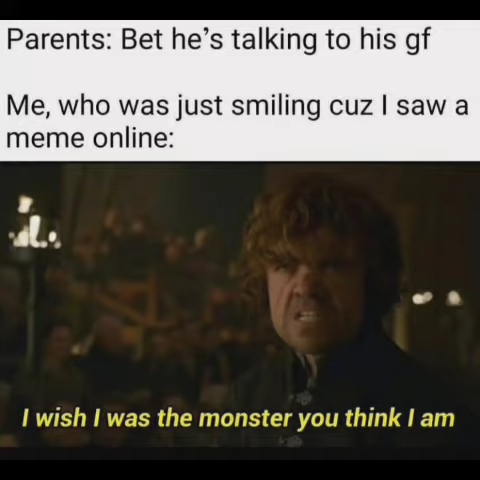 Parents: Bet he’s talking to his gf
Me, who was just smiling cuz I saw a
meme online:
I wish I was the monster you think I am